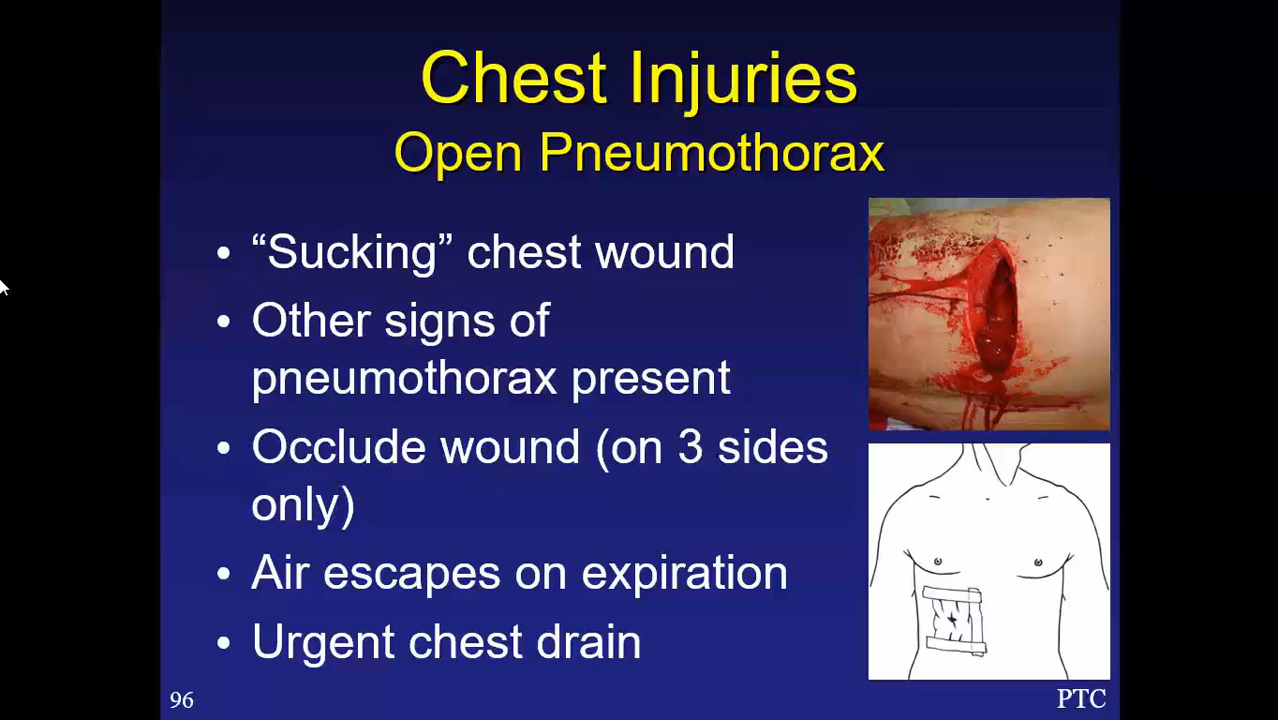 Chest Injuries
Open Pneumothorax
• “Sucking” chest wound
• Other signs of
pneumothorax present
• Occlude wound (on 3 sides
only)
• Air escapes on expiration
• Urgent chest drain
96
PTC